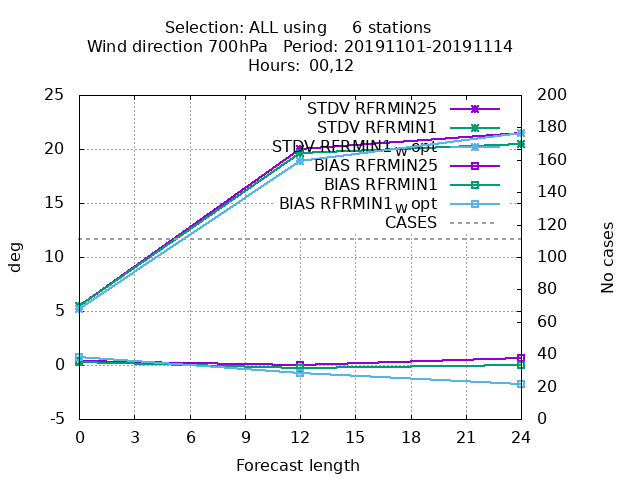 Selection: ALL using     6 stations
Wind direction 700hPa   Period: 20191101-20191114
Hours: 00,12
STDV RFRMIN25
STDV RFRMIN1
STDV RFRMIN1w opt
BIAS RFRMIN25
BIAS RFRMIN1
BIAS RFRMIN1w opt
CASES
25
20
15
10
5
0
-5
deg
200
180
160
140
120
100
80
60
40
20
0
No cases
0 3 6 9 12 15 18 21 24
Forecast length